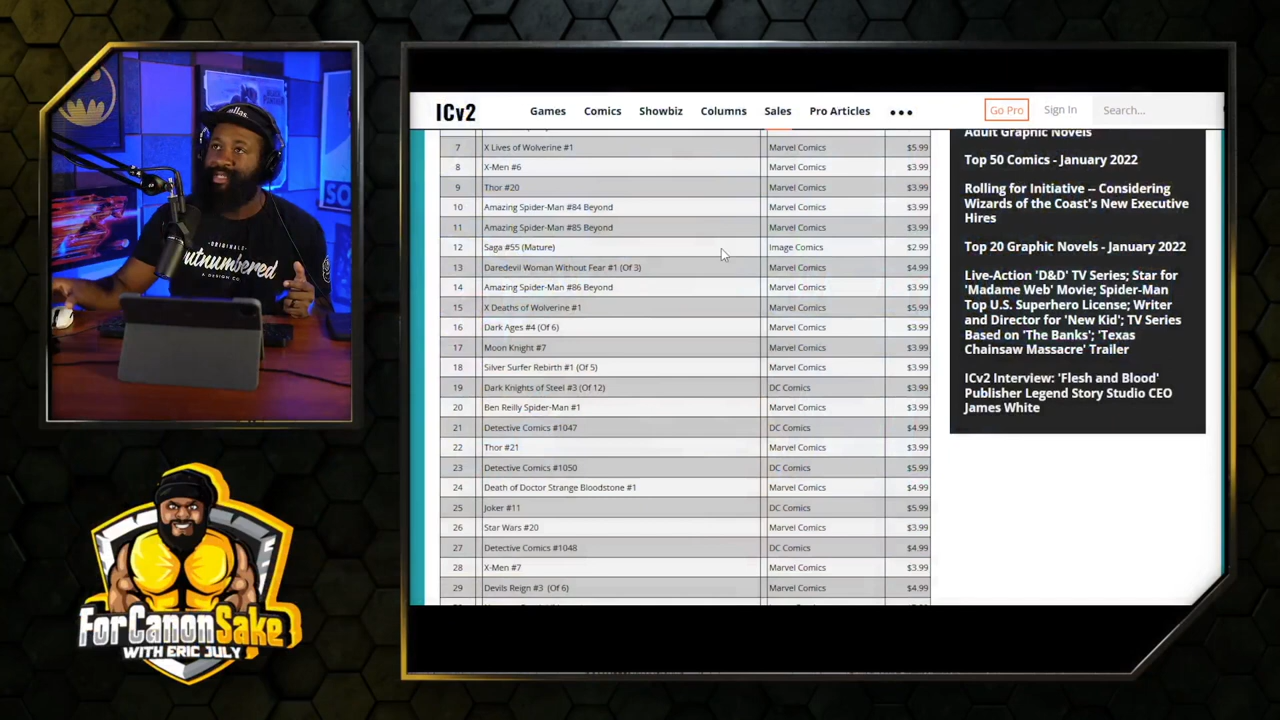 ICv2
Games Comics Showbiz Columns Sales Pro Articles ••• Go Pro Sign In Search...
7 X Lives of Wolverine #1 Marvel Comics $5.99
8 X-Men #6 Marvel Comics $3.99
9 Thor #20 Marvel Comics $3.99
10 Amazing Spider-Man #84 Beyond Marvel Comics $3.99
11 Amazing Spider-Man #85 Beyond Marvel Comics $3.99
12 Saga #55 (Mature) Image Comics $2.99
13 Daredevil Woman Without Fear #1 (Of 3) Marvel Comics $4.99
14 Amazing Spider-Man #86 Beyond Marvel Comics $3.99
15 X Deaths of Wolverine #1 Marvel Comics $5.99
16 Dark Ages #4 (Of 6) Marvel Comics $3.99
17 Moon Knight #7 Marvel Comics $3.99
18 Silver Surfer Rebirth #1 (Of 5) Marvel Comics $3.99
19 Dark Knights of Steel #3 (Of 12) DC Comics $3.99
20 Ben Reilly Spider-Man #1 Marvel Comics $3.99
21 Detective Comics #1047 DC Comics $4.99
22 Thor #21 Marvel Comics $3.99
23 Detective Comics #1050 DC Comics $5.99
24 Death of Doctor Strange Bloodstone #1 Marvel Comics $4.99
25 Joker #11 DC Comics $5.99
26 Star Wars #20 Marvel Comics $3.99
27 Detective Comics #1048 DC Comics $4.99
28 X-Men #7 Marvel Comics $3.99
29 Devils Reign #3 (Of 6) Marvel Comics $4.99
Adult Graphic Novels
Top 50 Comics - January 2022
Rolling for Initiative -- Considering
Wizards of the Coast's New Executive
Hires
Top 20 Graphic Novels - January 2022
Live-Action 'D&D' TV Series; Star for
'Madame Web' Movie; Spider-Man
Top U.S. Superhero License; Writer
and Director for 'New Kid'; TV Series
Based on 'The Banks'; 'Texas
Chainsaw Massacre' Trailer
ICv2 Interview: 'Flesh and Blood'
Publisher Legend Story Studio CEO
James White
dallas.
·ORIGINALS·
outnumbered
A DESIGN CO.
SO
ForCanonSake
WITH ERIC JULY